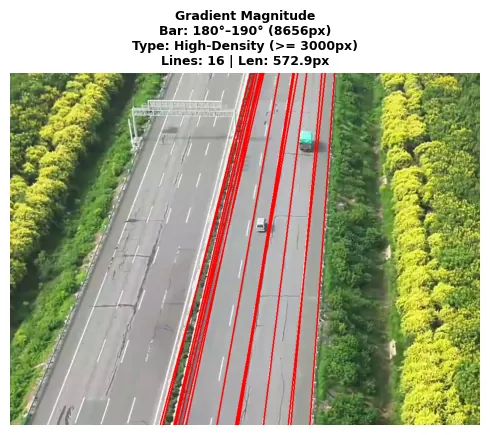 Gradient Magnitude
Bar: 180°–190° (8656px)
Type: High-Density (>= 3000px)
Lines: 16 | Len: 572.9px